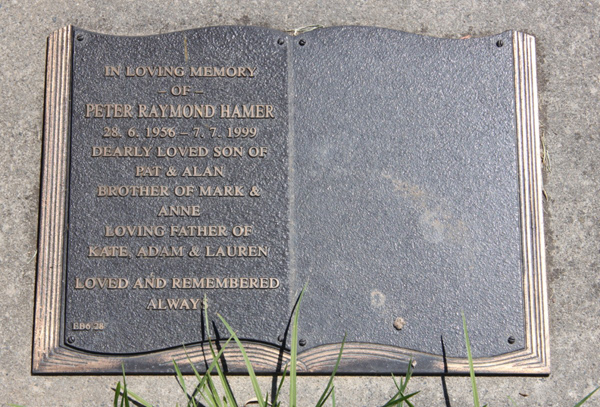 IN LOVING MEMORY
– OF –
PETER RAYMOND HAMER
28. 6. 1956 – 7. 7. 1999
DEARLY LOVED SON OF
PAT & ALAN
BROTHER OF MARK &
ANNE
LOVING FATHER OF
KATE, ADAM & LAUREN
LOVED AND REMEMBERED
ALWAYS
EB6 28